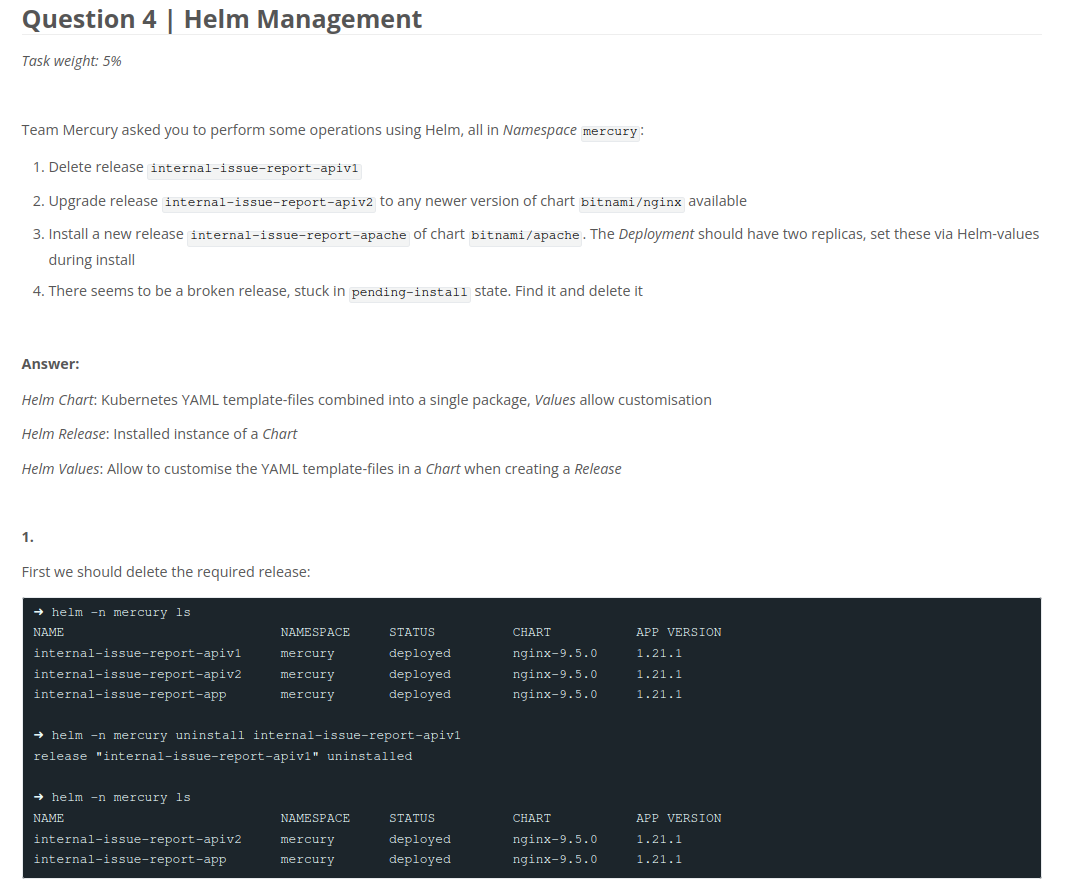 Question 4 | Helm Management
Task weight: 5%
Team Mercury asked you to perform some operations using Helm, all in Namespace mercury:
1. Delete release internal-issue-report-apiv1
2. Upgrade release internal-issue-report-apiv2 to any newer version of chart bitnami/nginx available
3. Install a new release internal-issue-report-apache of chart bitnami/apache. The Deployment should have two replicas, set these via Helm-values
during install
4. There seems to be a broken release, stuck in pending-install state. Find it and delete it
Answer:
Helm Chart: Kubernetes YAML template-files combined into a single package, Values allow customisation
Helm Release: Installed instance of a Chart
Helm Values: Allow to customise the YAML template-files in a Chart when creating a Release
1.
First we should delete the required release:
➜ helm -n mercury ls
NAME NAMESPACE STATUS CHART APP VERSION
internal-issue-report-apiv1 mercury deployed nginx-9.5.0 1.21.1
internal-issue-report-apiv2 mercury deployed nginx-9.5.0 1.21.1
internal-issue-report-app mercury deployed nginx-9.5.0 1.21.1
➜ helm -n mercury uninstall internal-issue-report-apiv1
release "internal-issue-report-apiv1" uninstalled
➜ helm -n mercury ls
NAME NAMESPACE STATUS CHART APP VERSION
internal-issue-report-apiv2 mercury deployed nginx-9.5.0 1.21.1
internal-issue-report-app mercury deployed nginx-9.5.0 1.21.1